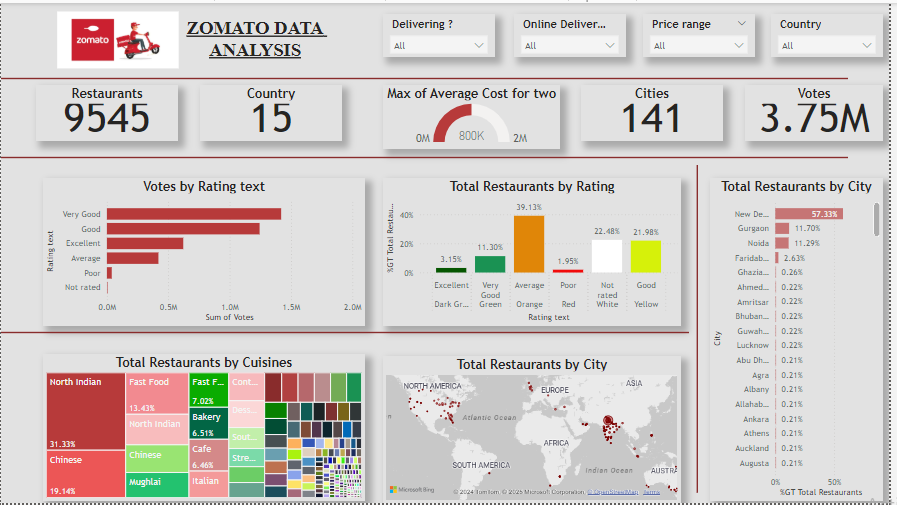 zomato
ZOMATO DATA
ANALYSIS
Delivering ?
All
Online Deliver...
All
Price range
All
Country
All
Restaurants
9545
Country
15
Max of Average Cost for two
0M
800K
2M
Cities
141
Votes
3.75M
Votes by Rating text
Rating text
Very Good
Good
Excellent
Average
Poor
Not rated
0.0M 0.5M 1.0M 1.5M 2.0M
Sum of Votes
Total Restaurants by Rating
%GT Total Restau...
40%
20%
0%
3.15%
11.30%
39.13%
1.95%
22.48%
21.98%
Excellent
Very
Good
Average
Poor
Not
rated
Good
Dark Gr...
Green
Orange
Red
White
Yellow
Rating text
Total Restaurants by City
City
New De... 57.33%
Gurgaon 11.70%
Noida 11.29%
Faridab... 2.63%
Ghazia... 0.26%
Ahmed... 0.22%
Amritsar 0.22%
Bhuban... 0.22%
Guwah... 0.22%
Lucknow 0.22%
Abu Dh... 0.21%
Agra 0.21%
Albany 0.21%
Allahab... 0.21%
Ankara 0.21%
Athens 0.21%
Auckland 0.21%
Augusta 0.21%
0% 50%
%GT Total Restaurants
Total Restaurants by Cuisines
North Indian
31.33%
Chinese
19.14%
Fast Food
13.43%
North Indian
Chinese
Mughlai
Fast F...
7.02%
Bakery
6.51%
Cafe
6.46%
Italian
Cont...
Dess...
Sout...
Stre...
Total Restaurants by City
NORTH AMERICA
EUROPE
ASIA
Atlantic Ocean
AFRICA
SOUTH AMERICA
Indian Ocean
AUSTRA
Microsoft Bing
© 2024 TomTom, © 2025 Microsoft Corporation, © OpenStreetMap Terms